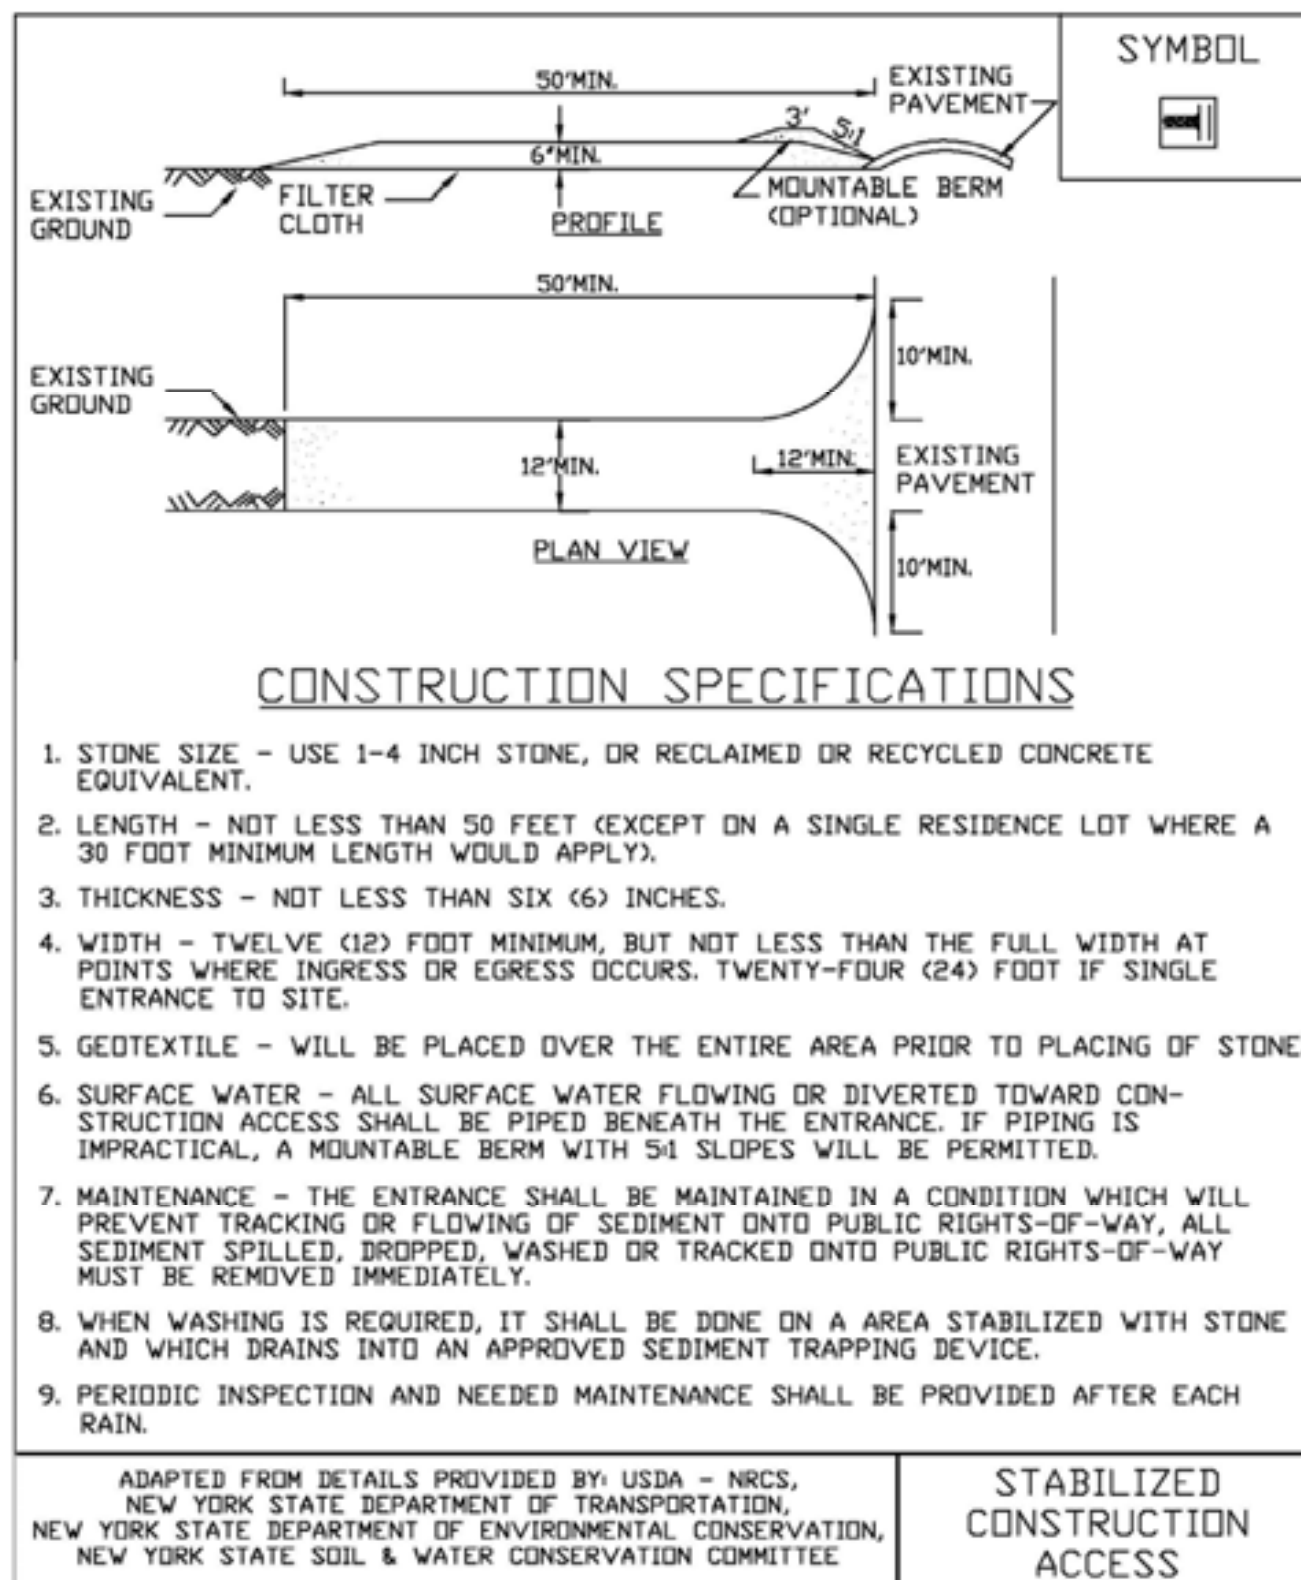 SYMBOL
50'MIN.
EXISTING
PAVEMENT
3'
5:1
6"MIN.
EXISTING
GROUND
FILTER
CLOTH
PROFILE
MOUNTABLE BERM
(OPTIONAL)
50'MIN.
10'MIN.
EXISTING
GROUND
12'MIN.
12'MIN.
EXISTING
PAVEMENT
PLAN VIEW
10'MIN.
CONSTRUCTION SPECIFICATIONS
1. STONE SIZE - USE 1-4 INCH STONE, OR RECLAIMED OR RECYCLED CONCRETE
EQUIVALENT.
2. LENGTH - NOT LESS THAN 50 FEET (EXCEPT ON A SINGLE RESIDENCE LOT WHERE A
30 FOOT MINIMUM LENGTH WOULD APPLY).
3. THICKNESS - NOT LESS THAN SIX (6) INCHES.
4. WIDTH - TWELVE (12) FOOT MINIMUM, BUT NOT LESS THAN THE FULL WIDTH AT
POINTS WHERE INGRESS OR EGRESS OCCURS. TWENTY-FOUR (24) FOOT IF SINGLE
ENTRANCE TO SITE.
5. GEOTEXTILE - WILL BE PLACED OVER THE ENTIRE AREA PRIOR TO PLACING OF STONE
6. SURFACE WATER - ALL SURFACE WATER FLOWING OR DIVERTED TOWARD CON-
STRUCTION ACCESS SHALL BE PIPED BENEATH THE ENTRANCE. IF PIPING IS
IMPRACTICAL, A MOUNTABLE BERM WITH 5:1 SLOPES WILL BE PERMITTED.
7. MAINTENANCE - THE ENTRANCE SHALL BE MAINTAINED IN A CONDITION WHICH WILL
PREVENT TRACKING OR FLOWING OF SEDIMENT ONTO PUBLIC RIGHTS-OF-WAY, ALL
SEDIMENT SPILLED, DROPPED, WASHED OR TRACKED ONTO PUBLIC RIGHTS-OF-WAY
MUST BE REMOVED IMMEDIATELY.
8. WHEN WASHING IS REQUIRED, IT SHALL BE DONE ON A AREA STABILIZED WITH STONE
AND WHICH DRAINS INTO AN APPROVED SEDIMENT TRAPPING DEVICE.
9. PERIODIC INSPECTION AND NEEDED MAINTENANCE SHALL BE PROVIDED AFTER EACH
RAIN.
ADAPTED FROM DETAILS PROVIDED BY: USDA - NRCS,
NEW YORK STATE DEPARTMENT OF TRANSPORTATION,
NEW YORK STATE DEPARTMENT OF ENVIRONMENTAL CONSERVATION,
NEW YORK STATE SOIL & WATER CONSERVATION COMMITTEE
STABILIZED
CONSTRUCTION
ACCESS